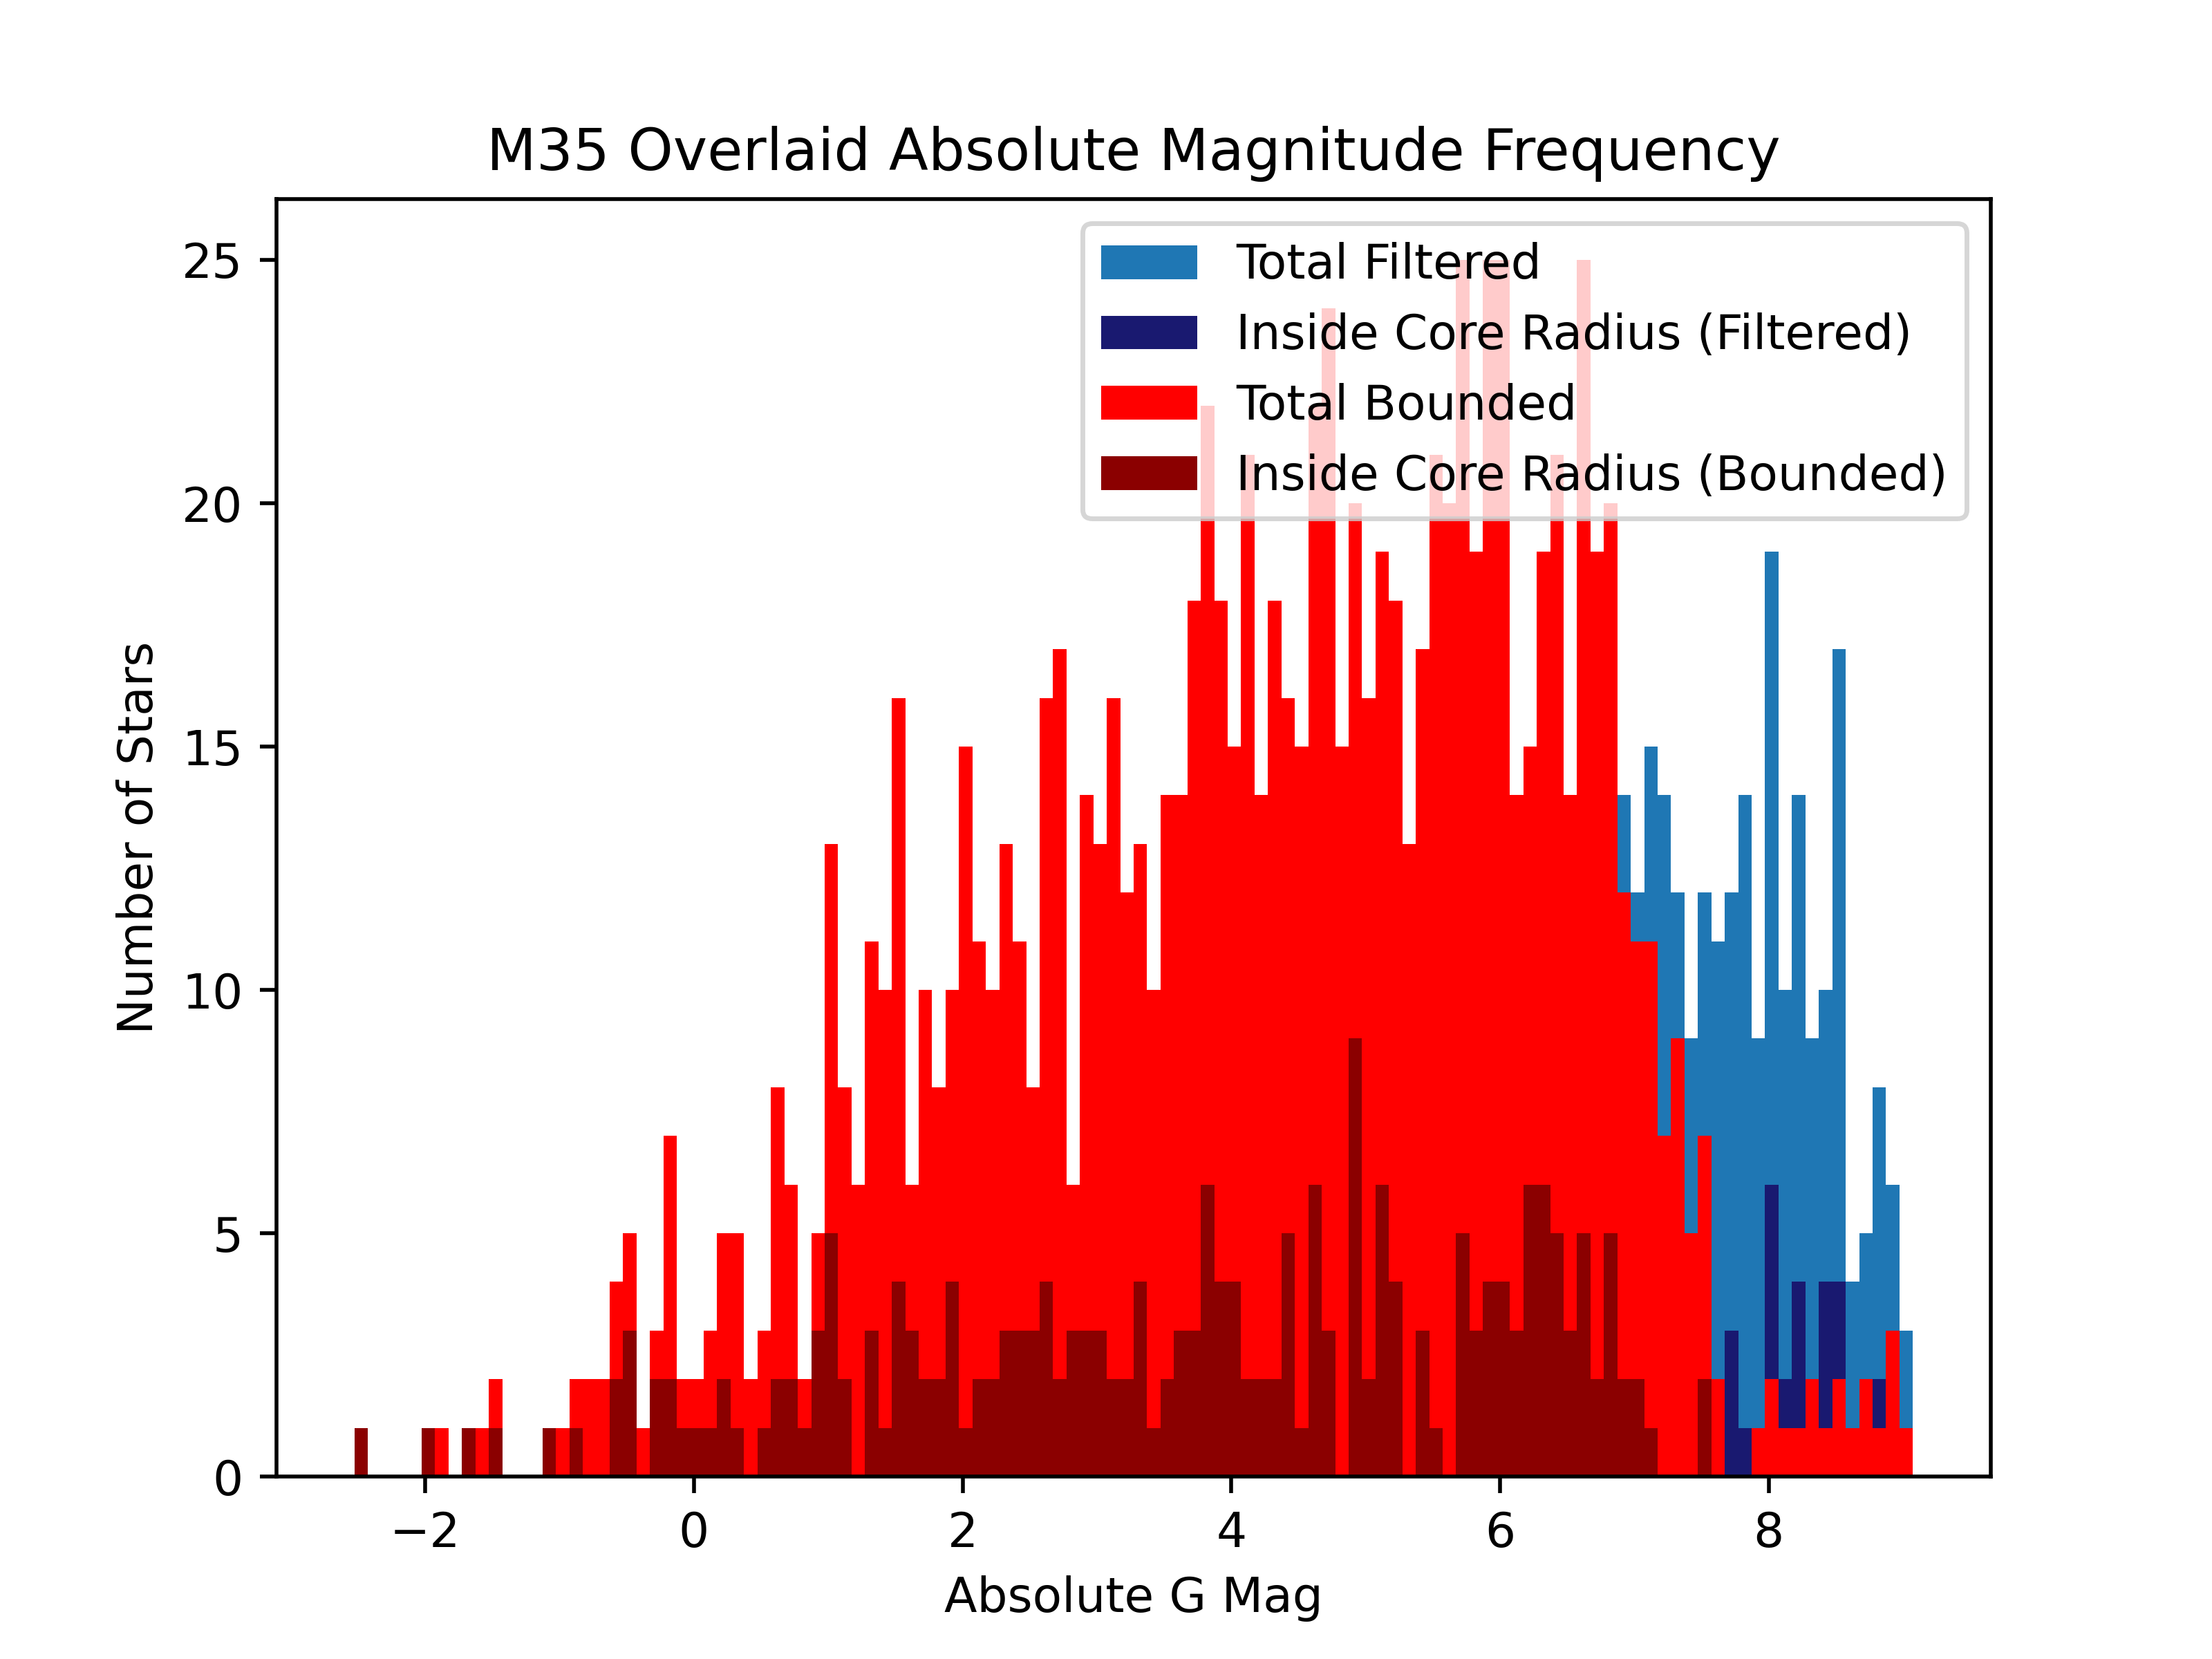 M35 Overlaid Absolute Magnitude Frequency
Total Filtered
Inside Core Radius (Filtered)
Total Bounded
Inside Core Radius (Bounded)
Number of Stars
25
20
15
10
5
0
−2 0 2 4 6 8
Absolute G Mag